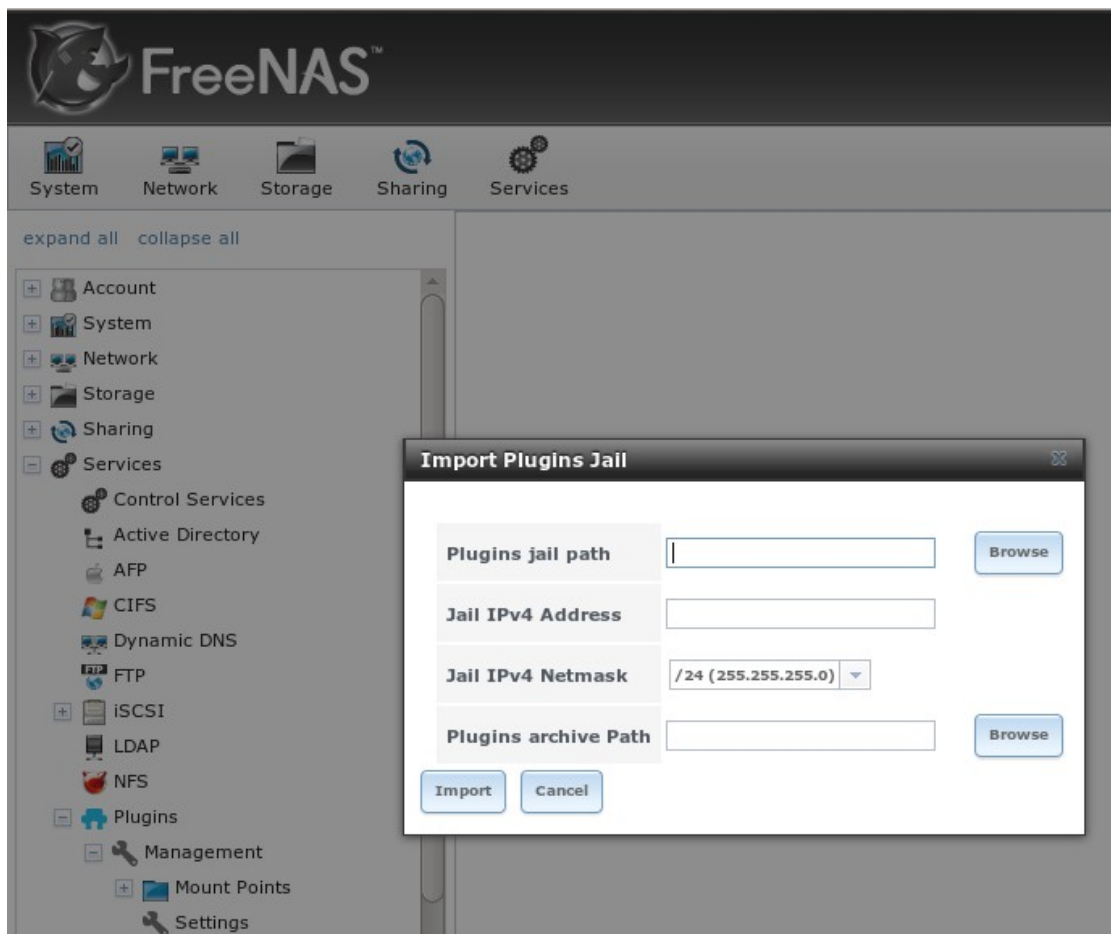 FreeNAS™
System Network Storage Sharing Services
expand all collapse all
Account
System
Network
Storage
Sharing
Services
Control Services
Active Directory
AFP
CIFS
Dynamic DNS
FTP
FTP
iSCSI
LDAP
NFS
Plugins
Management
Mount Points
Settings
Import Plugins Jail
Plugins jail path Browse
Jail IPv4 Address
Jail IPv4 Netmask /24 (255.255.255.0)
Plugins archive Path Browse
Import Cancel